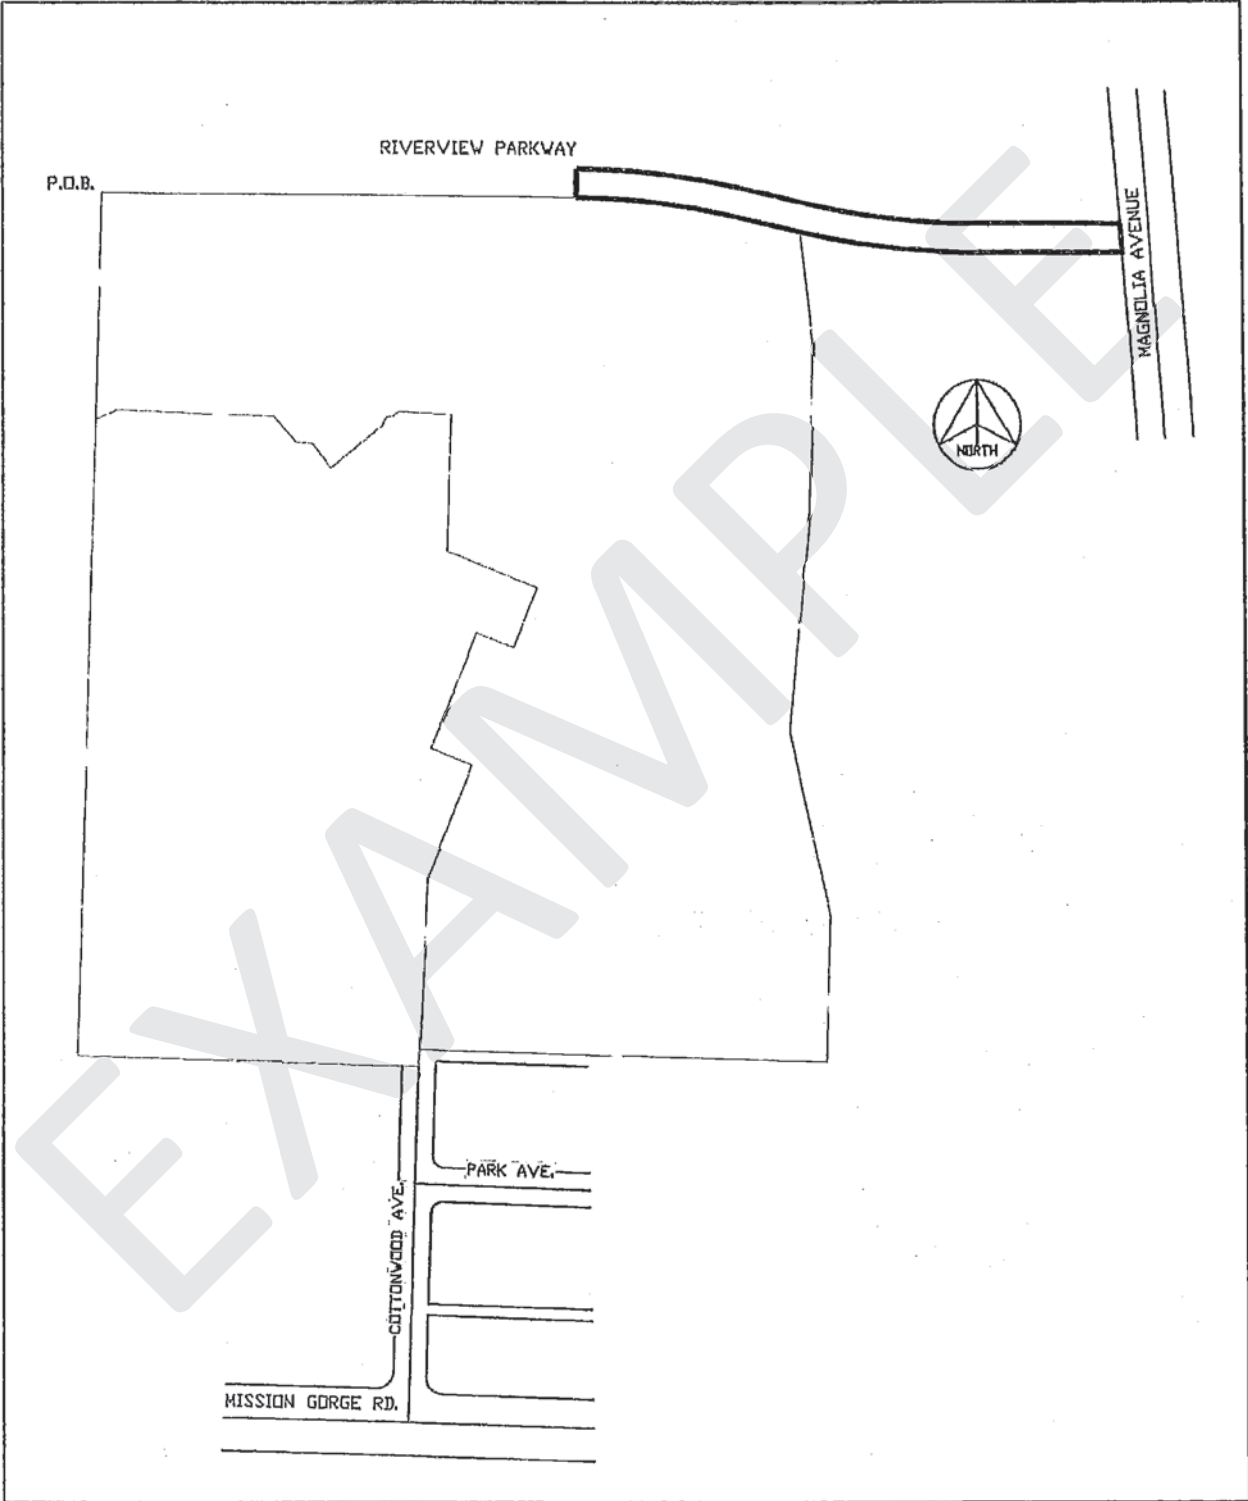 RIVERVIEW PARKWAY
P.O.B.
MAGNOLIA AVENUE
NORTH
EXAMPLE
PARK AVE.
COTTONWOOD AVE.
MISSION GORGE RD.